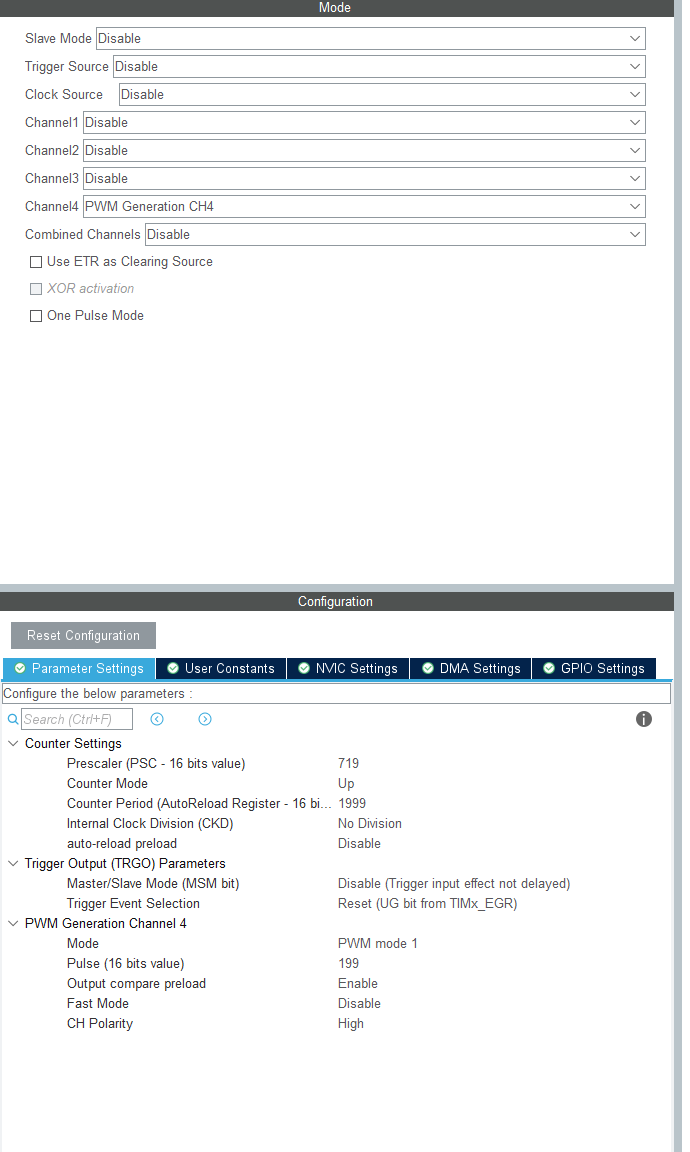 Mode
Slave Mode Disable
Trigger Source Disable
Clock Source Disable
Channel1 Disable
Channel2 Disable
Channel3 Disable
Channel4 PWM Generation CH4
Combined Channels Disable
Use ETR as Clearing Source
XOR activation
One Pulse Mode
Configuration
Reset Configuration
Parameter Settings User Constants NVIC Settings DMA Settings GPIO Settings
Configure the below parameters :
Search (Ctrl+F)
Counter Settings
Prescaler (PSC - 16 bits value) 719
Counter Mode Up
Counter Period (AutoReload Register - 16 bi... 1999
Internal Clock Division (CKD) No Division
auto-reload preload Disable
Trigger Output (TRGO) Parameters
Master/Slave Mode (MSM bit) Disable (Trigger input effect not delayed)
Trigger Event Selection Reset (UG bit from TIMx_EGR)
PWM Generation Channel 4
Mode PWM mode 1
Pulse (16 bits value) 199
Output compare preload Enable
Fast Mode Disable
CH Polarity High